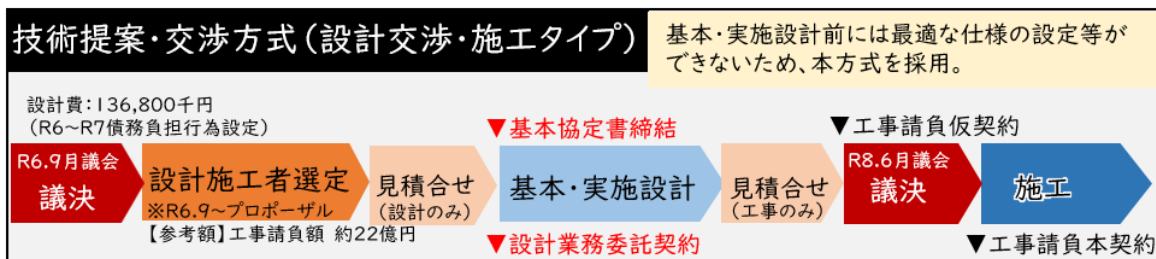 技術提案・交渉方式（設計交渉・施工タイプ）
基本・実施設計前には最適な仕様の設定等が
できないため、本方式を採用。
設計費：136,800千円
（R6～R7債務負担行為設定）
▼基本協定書締結
▼工事請負仮契約
R6.9月議会
議決
設計施工者選定
※R6.9～プロポーザル
【参考額】工事請負額 約22億円
見積合せ
（設計のみ）
基本・実施設計
見積合せ
（工事のみ）
R8.6月議会
議決
施工
▼設計業務委託契約
▼工事請負本契約